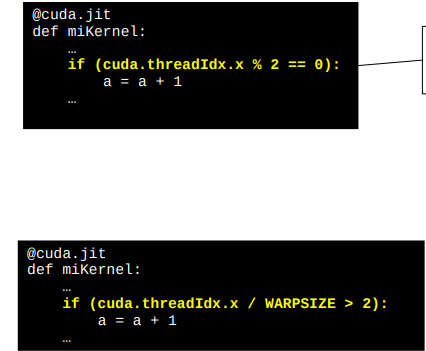 @cuda.jit
def miKernel:
…
if (cuda.threadIdx.x % 2 == 0):
a = a + 1
…
@cuda.jit
def miKernel:
…
if (cuda.threadIdx.x / WARPSIZE > 2):
a = a + 1
…